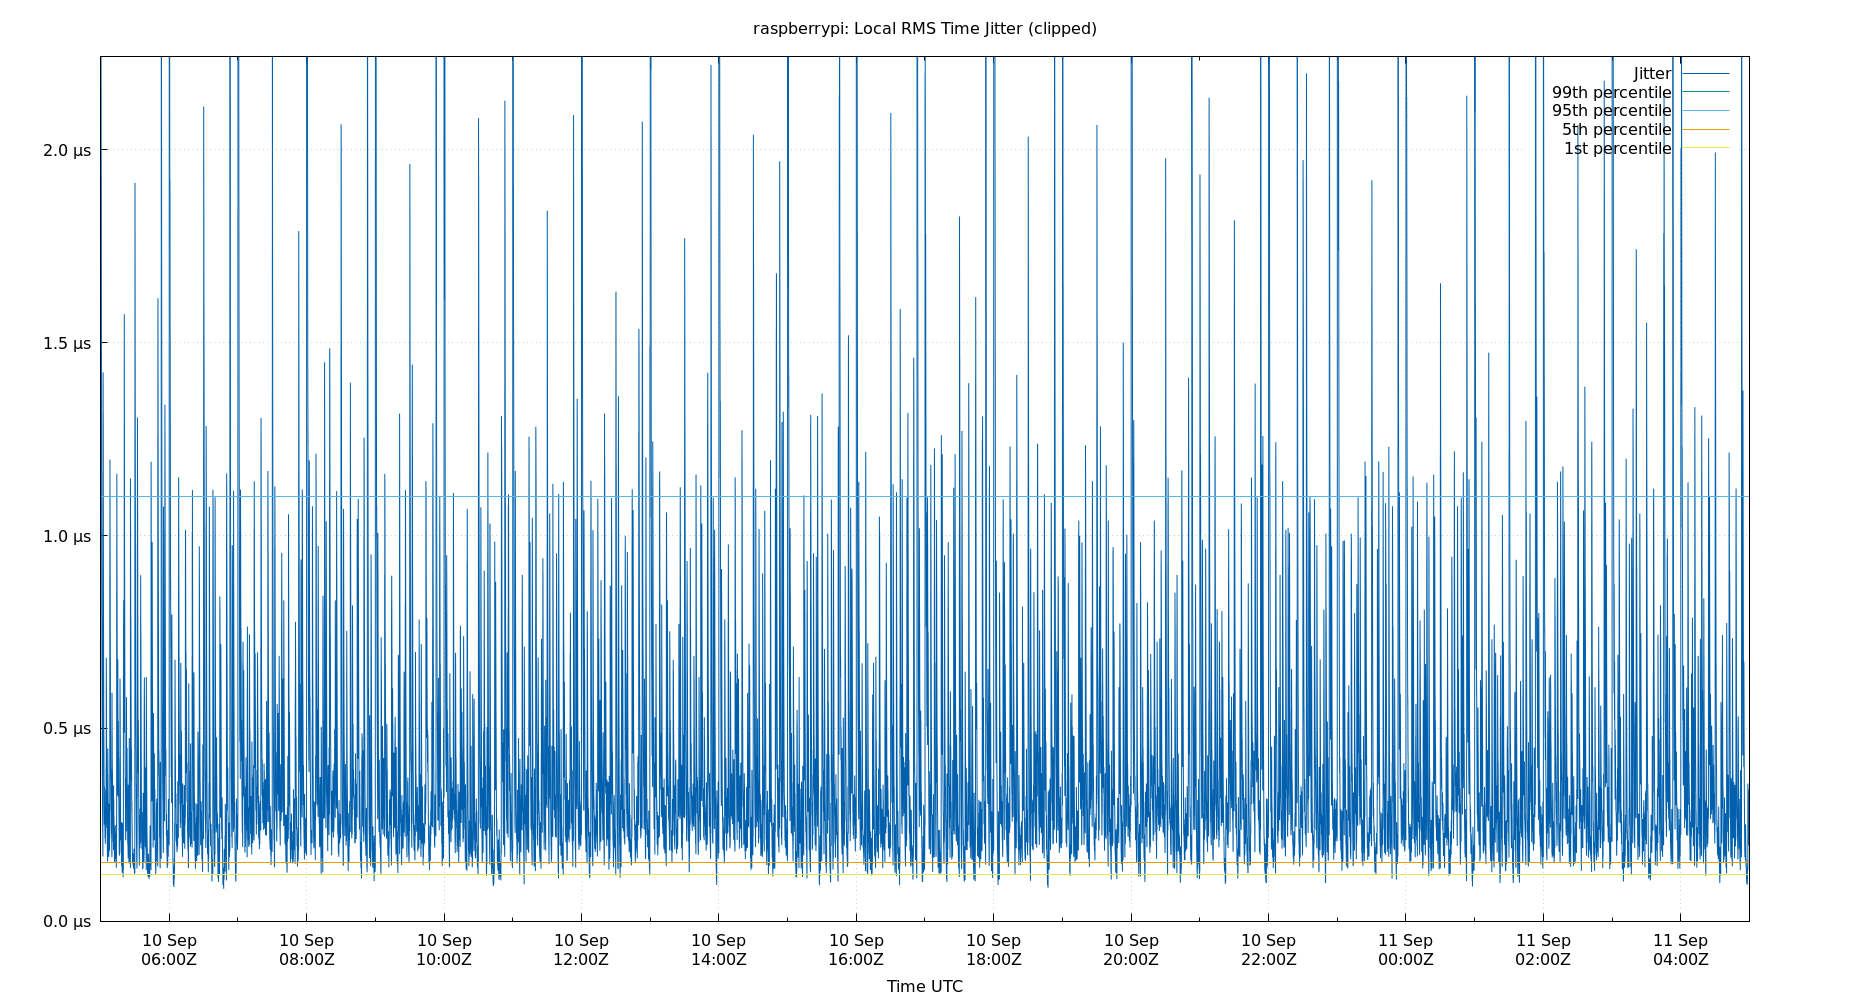 raspberrypi: Local RMS Time Jitter (clipped)
Jitter
99th percentile
95th percentile
5th percentile
1st percentile
2.0 μs
1.5 μs
1.0 μs
0.5 μs
0.0 μs
10 Sep 10 Sep 10 Sep 10 Sep 10 Sep 10 Sep 10 Sep 10 Sep 10 Sep 11 Sep 11 Sep 11 Sep
06:00Z 08:00Z 10:00Z 12:00Z 14:00Z 16:00Z 18:00Z 20:00Z 22:00Z 00:00Z 02:00Z 04:00Z
Time UTC